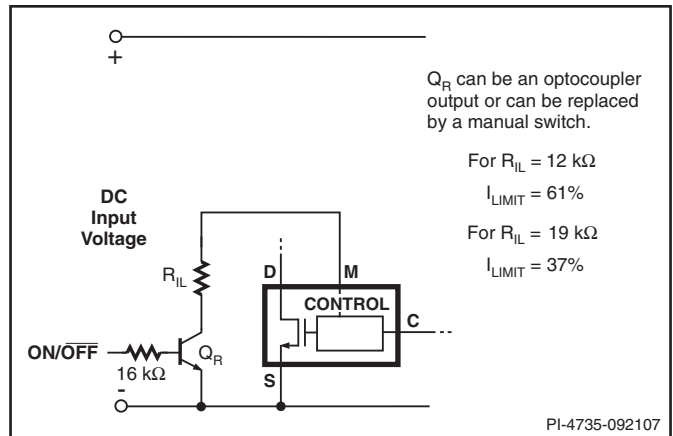 +
Q_R can be an optocoupler
output or can be replaced
by a manual switch.
For R_IL = 12 kΩ
I_LIMIT = 61%
For R_IL = 19 kΩ
I_LIMIT = 37%
DC
Input
Voltage
R_IL
D
M
CONTROL
C
ON/O̅F̅F̅
16 kΩ
Q_R
S
-
PI-4735-092107